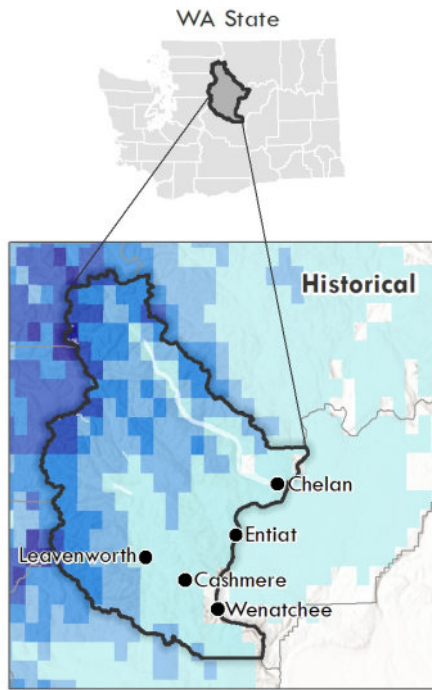 WA State
Historical
Chelan
Entiat
Leavenworth
Cashmere
Wenatchee